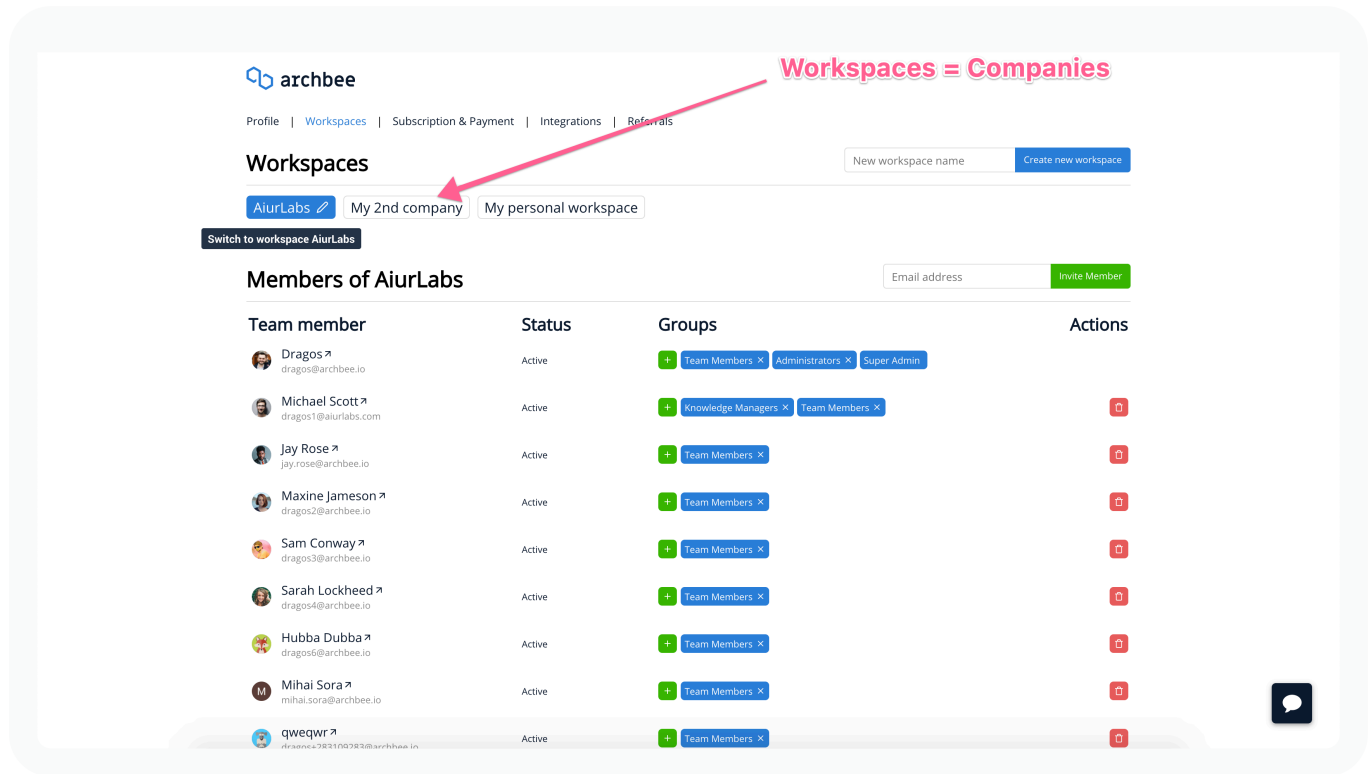 Workspaces = Companies
archbee
Profile | Workspaces | Subscription & Payment | Integrations | Referrals
Workspaces
New workspace name Create new workspace
AiurLabs My 2nd company My personal workspace
Switch to workspace AiurLabs
Members of AiurLabs
Email address Invite Member
Team member Status Groups Actions
Dragos
dragos@archbee.io
Active + Team Members × Administrators × Super Admin
Michael Scott
dragos1@aiurlabs.com
Active + Knowledge Managers × Team Members ×
Jay Rose
jay.rose@archbee.io
Active + Team Members ×
Maxine Jameson
dragos2@archbee.io
Active + Team Members ×
Sam Conway
dragos3@archbee.io
Active + Team Members ×
Sarah Lockheed
dragos4@archbee.io
Active + Team Members ×
Hubba Dubba
dragos6@archbee.io
Active + Team Members ×
M
Mihai Sora
mihai.sora@archbee.io
Active + Team Members ×
qweqwr
dragos+283109283@archbee.io
Active + Team Members ×